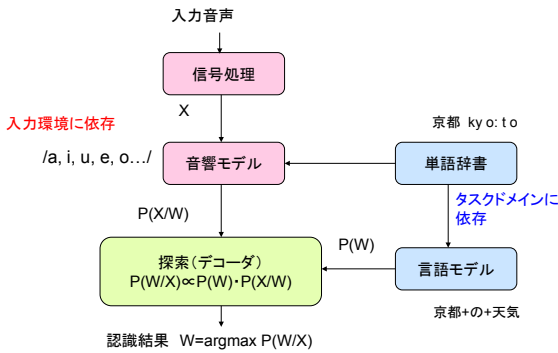 入力音声
信号処理
X
入力環境に依存
京都 ky o: t o
/a, i, u, e, o…/
音響モデル
単語辞書
タスクドメインに
依存
P(X/W)
P(W)
探索(デコーダ)
P(W/X)∝P(W)・P(X/W)
言語モデル
京都+の+天気
認識結果 W=argmax P(W/X)